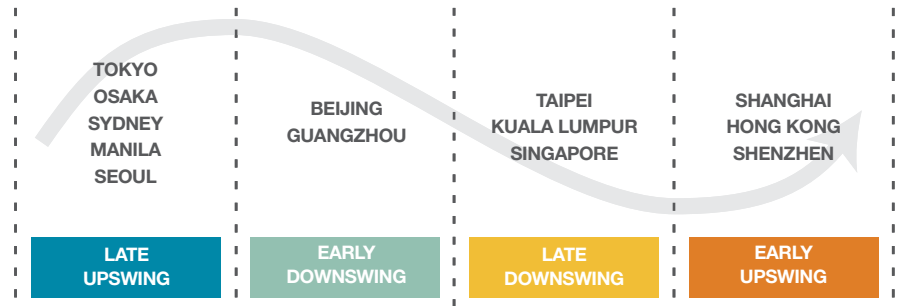 TOKYO
OSAKA
SYDNEY
MANILA
SEOUL
BEIJING
GUANGZHOU
TAIPEI
KUALA LUMPUR
SINGAPORE
SHANGHAI
HONG KONG
SHENZHEN
LATE
UPSWING
EARLY
DOWNSWING
LATE
DOWNSWING
EARLY
UPSWING